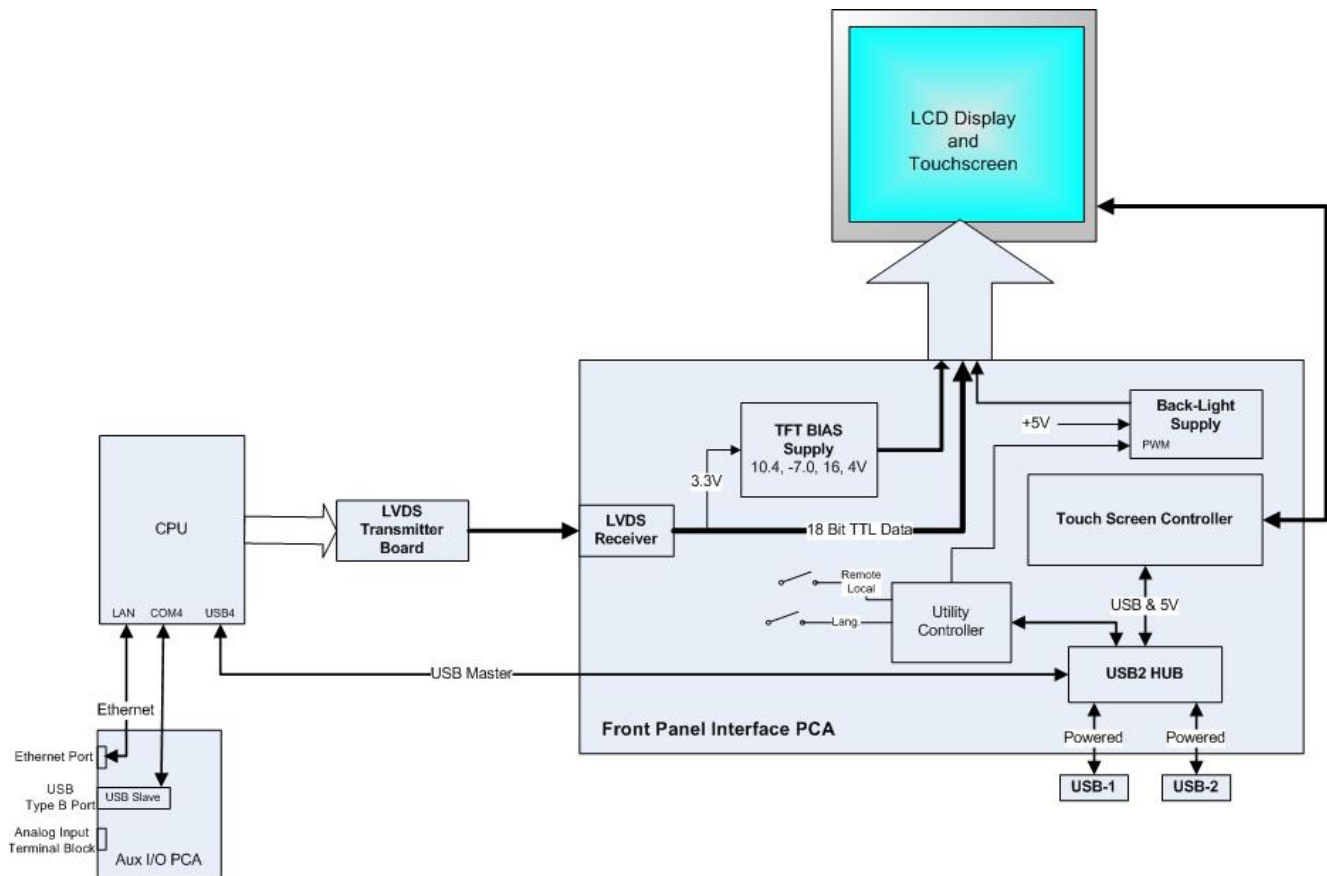 LCD Display
and
Touchscreen
Back-Light
Supply
+5V
PWM
TFT BIAS
Supply
10.4, -7.0, 16, 4V
3.3V
Touch Screen Controller
CPU
LVDS
Transmitter
Board
LVDS
Receiver
18 Bit TTL Data
Remote
Local
Lang.
Utility
Controller
USB & 5V
LAN
COM4
USB4
USB Master
USB2 HUB
Ethernet
Front Panel Interface PCA
Powered
Powered
Ethernet Port
USB
Type B Port
USB Slave
USB-1
USB-2
Analog Input
Terminal Block
Aux I/O PCA